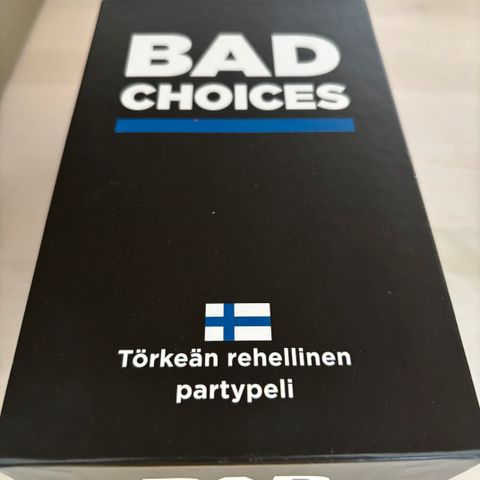 BAD
CHOICES
Törkeän rehellinen
partypeli